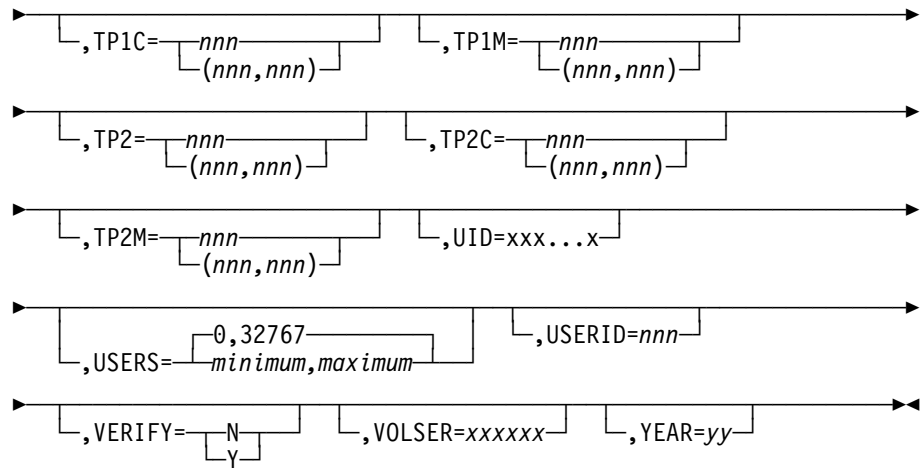 ,TP1C= nnn ,TP1M= nnn
(nnn,nnn) (nnn,nnn)
,TP2= nnn ,TP2C= nnn
(nnn,nnn) (nnn,nnn)
,TP2M= nnn ,UID=xxx...x
(nnn,nnn)
0,32767 ,USERID=nnn
,USERS= minimum,maximum
,VERIFY= N ,VOLSER=xxxxxx ,YEAR=yy
Y